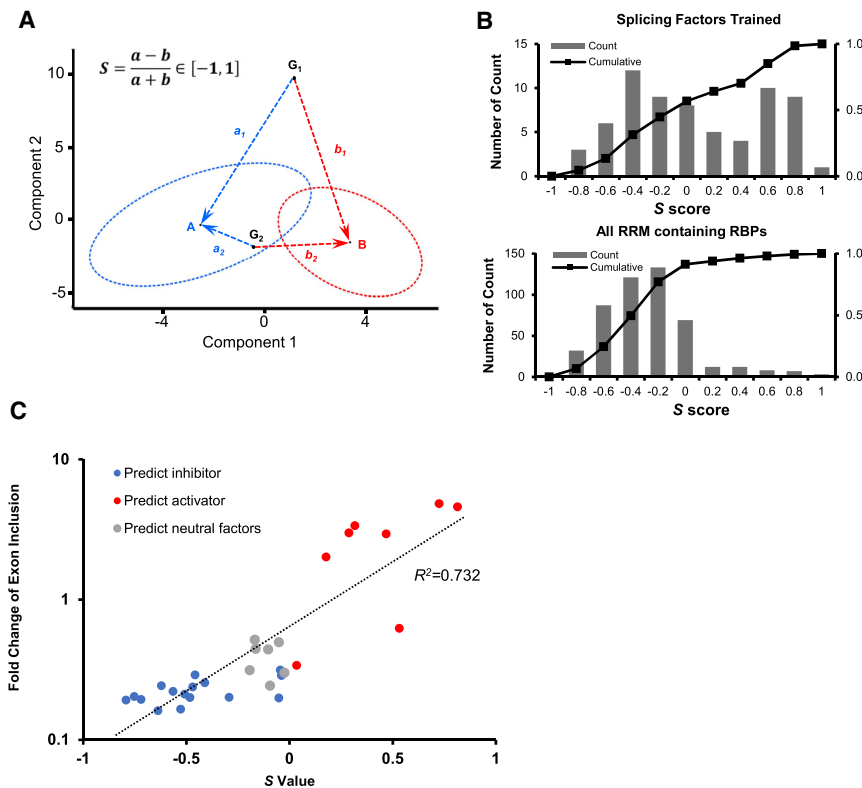 A
S = (a − b)/(a + b) ∈ [−1, 1]
G1
a1
b1
A
G2
a2
b2
B
Component 2
10
5
0
-5
-4
0
4
Component 1
B
Splicing Factors Trained
Count
Cumulative
Number of Count
15
10
5
0
1.0
0.5
0.0
-1 -0.8 -0.6 -0.4 -0.2 0 0.2 0.4 0.6 0.8 1
S score
All RRM containing RBPs
Count
Cumulative
Number of Count
150
100
50
0
1.0
0.5
0.0
-1 -0.8 -0.6 -0.4 -0.2 0 0.2 0.4 0.6 0.8 1
S score
C
Predict inhibitor
Predict activator
Predict neutral factors
R2=0.732
Fold Change of Exon Inclusion
10
1
0.1
-1 -0.5 0 0.5 1
S Value